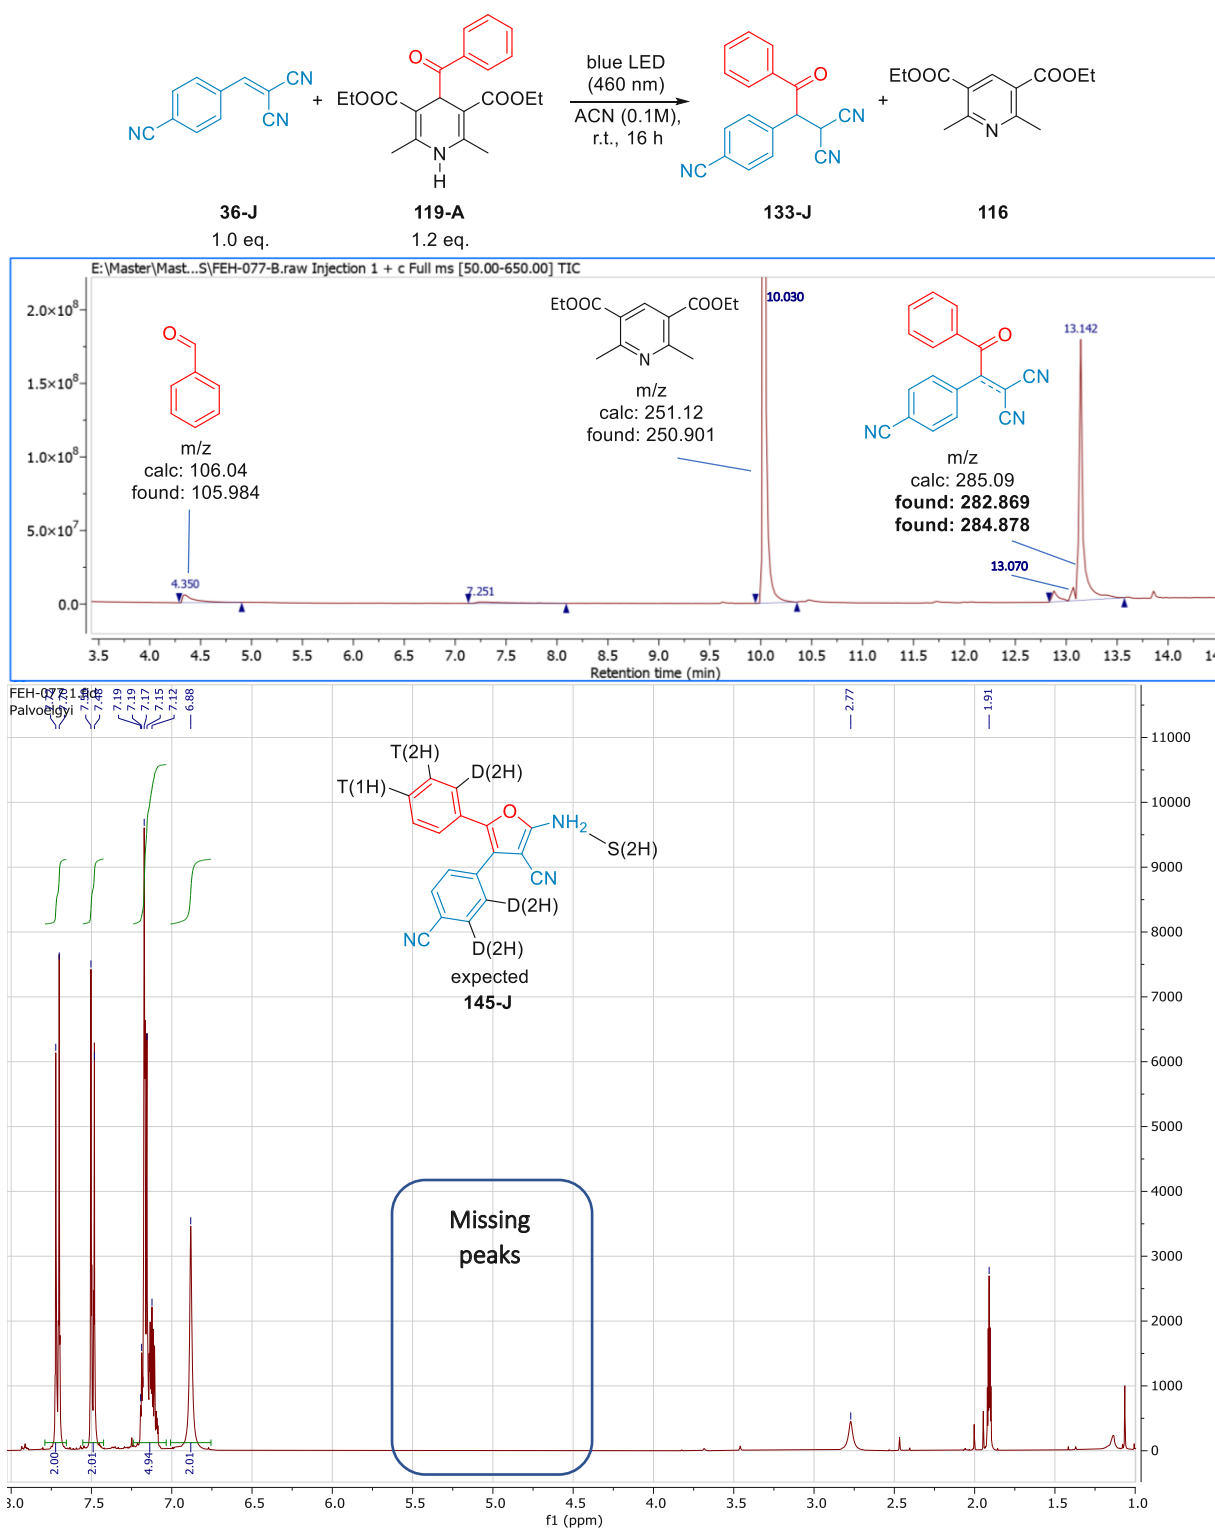 O
CN
CN
NC
+
O
EtOOC
COOEt
N
H
blue LED
(460 nm)
ACN (0.1M),
r.t., 16 h
O
CN
CN
NC
+
EtOOC
COOEt
N
36-J
119-A
133-J
116
1.0 eq.
1.2 eq.
E:\Master\Mast...S\FEH-077-B.raw Injection 1 + c Full ms [50.00-650.00] TIC
2.0×10⁸
1.5×10⁸
1.0×10⁸
5.0×10⁷
0.0
O
m/z
calc: 106.04
found: 105.984
4.350
7.251
EtOOC
COOEt
N
m/z
calc: 251.12
found: 250.901
10.030
O
CN
CN
NC
m/z
calc: 285.09
found: 282.869
found: 284.878
13.070
13.142
3.5 4.0 4.5 5.0 5.5 6.0 6.5 7.0 7.5 8.0 8.5 9.0 9.5 10.0 10.5 11.0 11.5 12.0 12.5 13.0 13.5 14.0
Retention time (min)
FEH-077.1.fid
Palvoelgyi
7.48
7.19
7.19
7.17
7.15
7.12
6.88
2.77
1.91
T(2H)
T(1H)
D(2H)
O
NH₂
S(2H)
CN
D(2H)
NC
D(2H)
expected
145-J
Missing
peaks
11000
10000
9000
8000
7000
6000
5000
4000
3000
2000
1000
0
2.00
2.01
4.94
2.01
7.5 7.0 6.5 6.0 5.5 5.0 4.5 4.0 3.5 3.0 2.5 2.0 1.5 1.0
f1 (ppm)